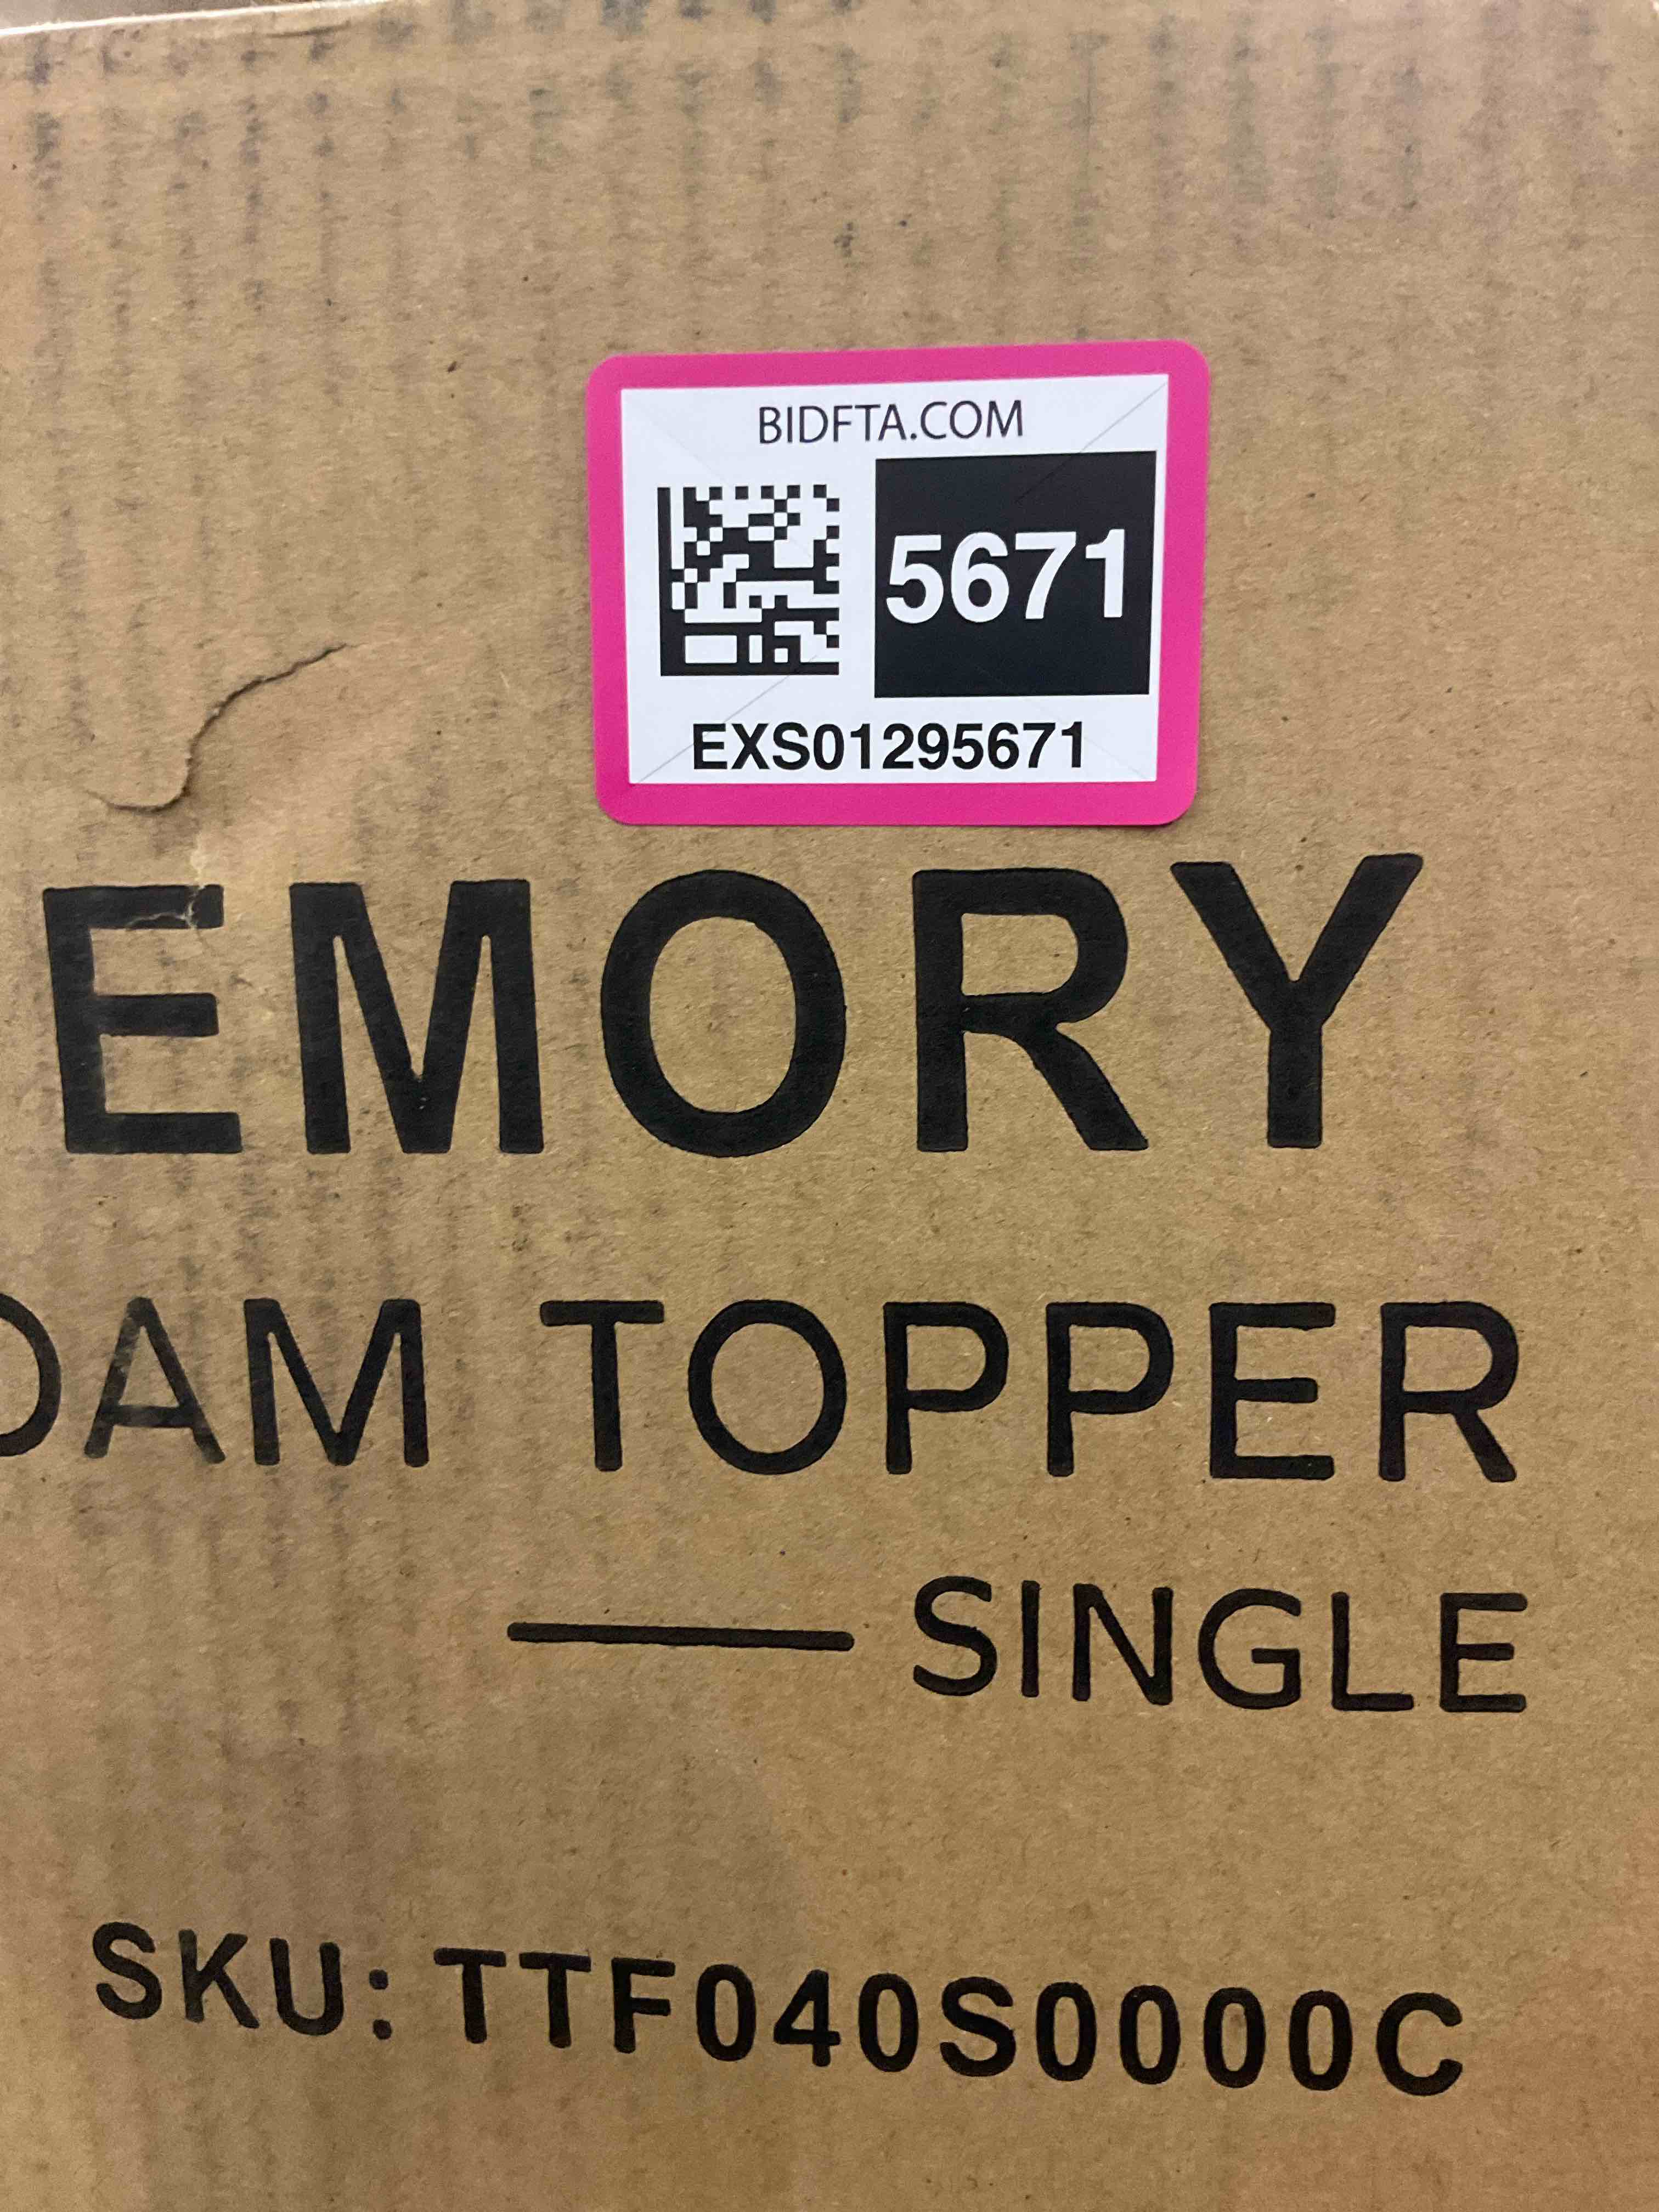 BIDFTA.COM
5671
EXS01295671
EMORY
OAM TOPPER
SINGLE
SKU: TTF040S0000C